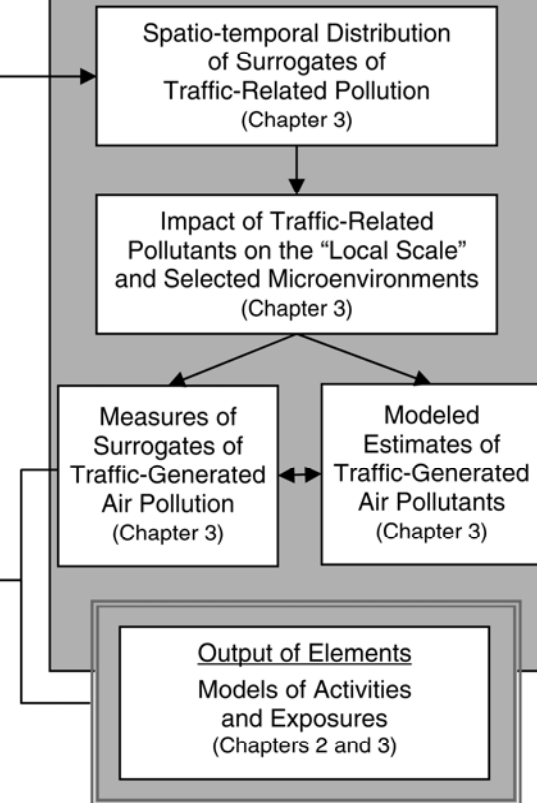 Spatio-temporal Distribution
of Surrogates of
Traffic-Related Pollution
(Chapter 3)
Impact of Traffic-Related
Pollutants on the “Local Scale”
and Selected Microenvironments
(Chapter 3)
Measures of
Surrogates of
Traffic-Generated
Air Pollution
(Chapter 3)
Modeled
Estimates of
Traffic-Generated
Air Pollutants
(Chapter 3)
Output of Elements
Models of Activities
and Exposures
(Chapters 2 and 3)